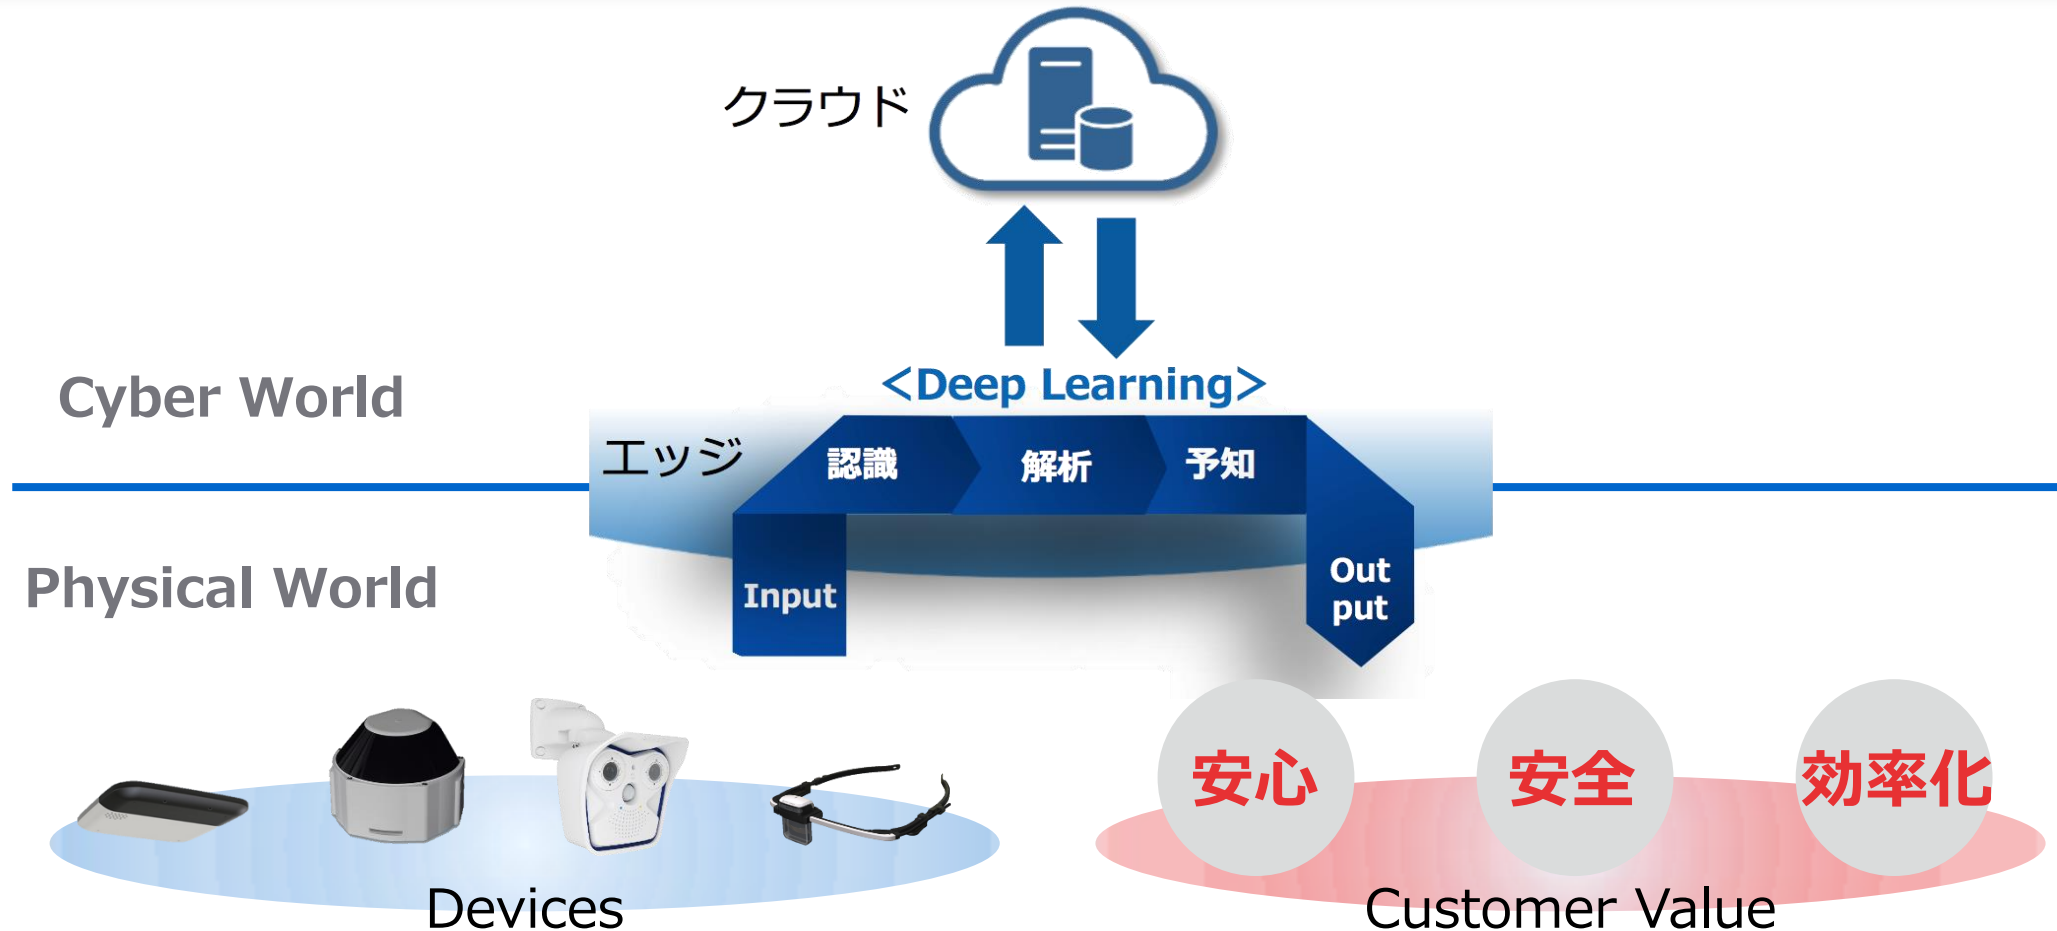 クラウド
＜Deep Learning＞
Cyber World
エッジ
認識
解析
予知
Physical World
Input
Out
put
安心
安全
効率化
Devices
Customer Value